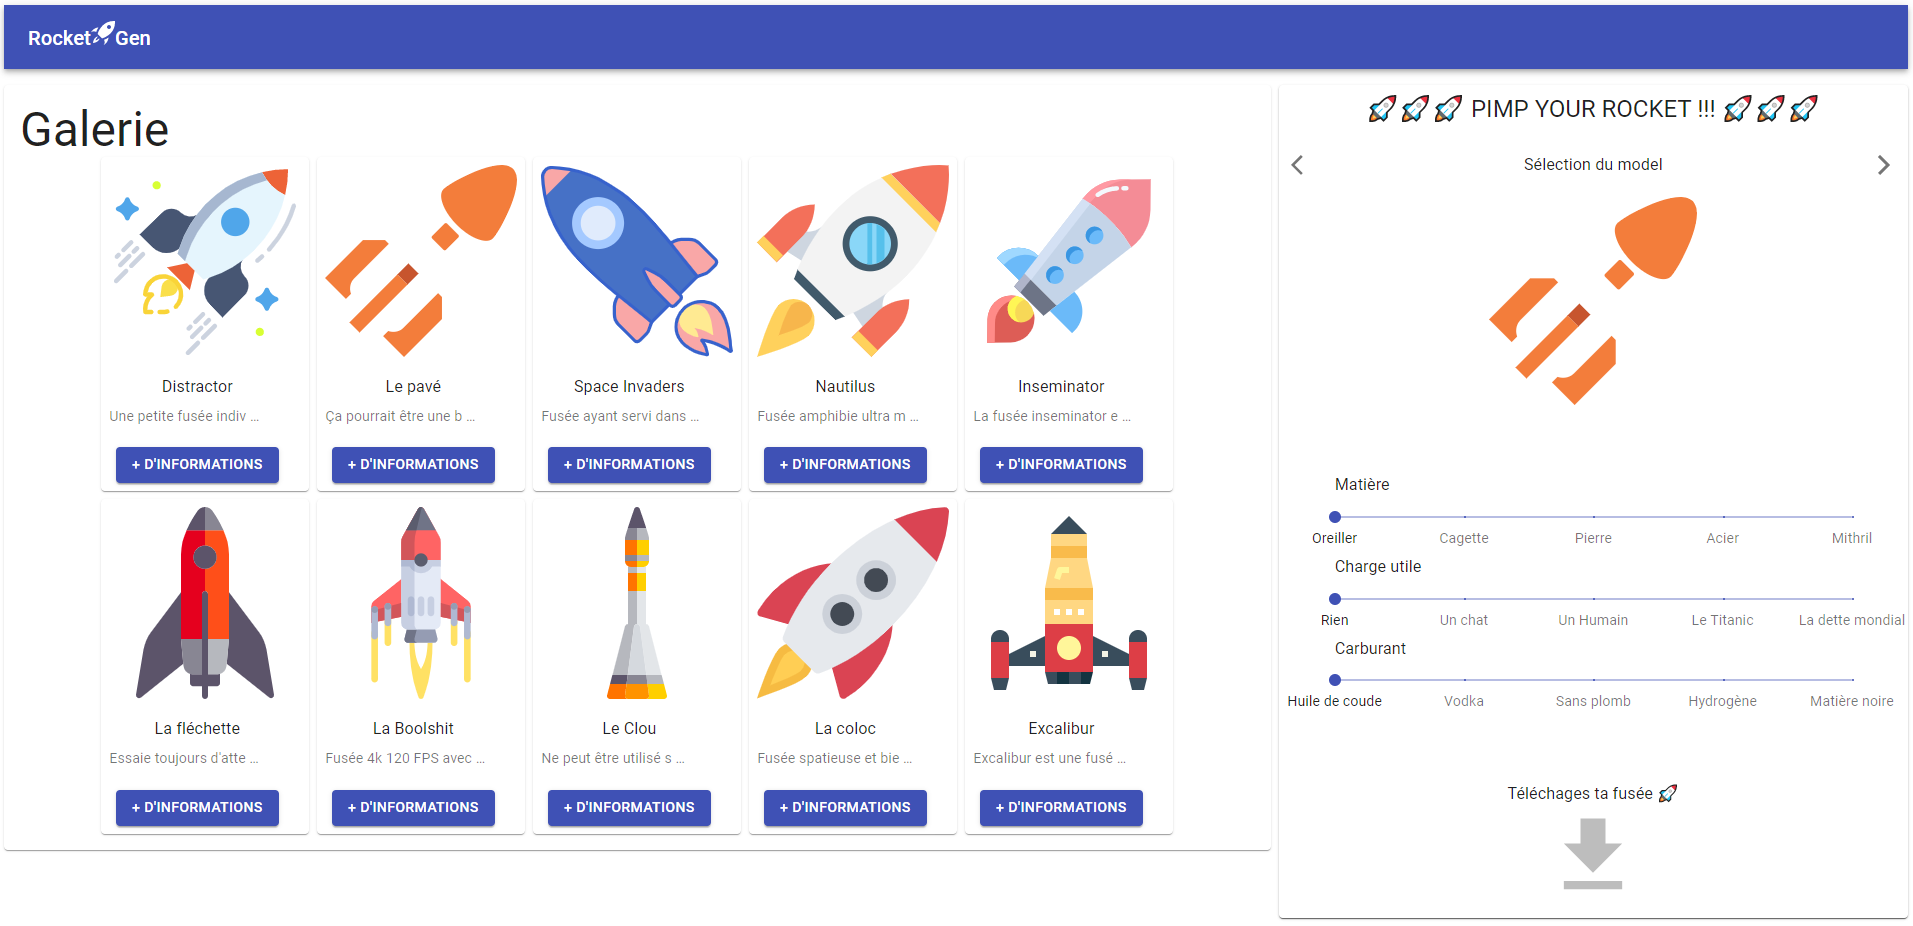 Rocket🚀Gen
Galerie
Distractor
Une petite fusée indiv ...
+ D'INFORMATIONS
Le pavé
Ça pourrait être une b ...
+ D'INFORMATIONS
Space Invaders
Fusée ayant servi dans ...
+ D'INFORMATIONS
Nautilus
Fusée amphibie ultra m ...
+ D'INFORMATIONS
Inseminator
La fusée inseminator e ...
+ D'INFORMATIONS
La fléchette
Essaie toujours d'atte ...
+ D'INFORMATIONS
La Boolshit
Fusée 4k 120 FPS avec ...
+ D'INFORMATIONS
Le Clou
Ne peut être utilisé s ...
+ D'INFORMATIONS
La coloc
Fusée spatieuse et bie ...
+ D'INFORMATIONS
Excalibur
Excalibur est une fusé ...
+ D'INFORMATIONS
🚀🚀🚀 PIMP YOUR ROCKET !!! 🚀🚀🚀
Sélection du model
Matière
Oreiller Cagette Pierre Acier Mithril
Charge utile
Rien Un chat Un Humain Le Titanic La dette mondial
Carburant
Huile de coude Vodka Sans plomb Hydrogène Matière noire
Téléchages ta fusée 🚀